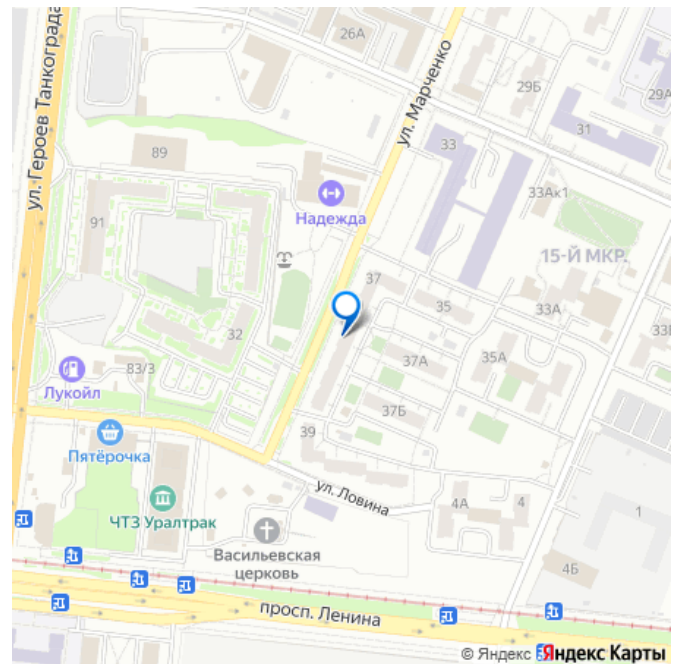 ул. Героев Танкограда
26А
ул. Марченко
29Б
29А
31
33
89
33Ак1
Надежда
91
15-Й МКР.
37
35
33А
32
33Б
83/3
37А
35А
Лукойл
37Б
39
Пятёрочка
ул. Ловина
4А
4
1
ЧТЗ Уралтрак
Васильевская
церковь
4Б
просп. Ленина
© Яндекс Яндекс Карты